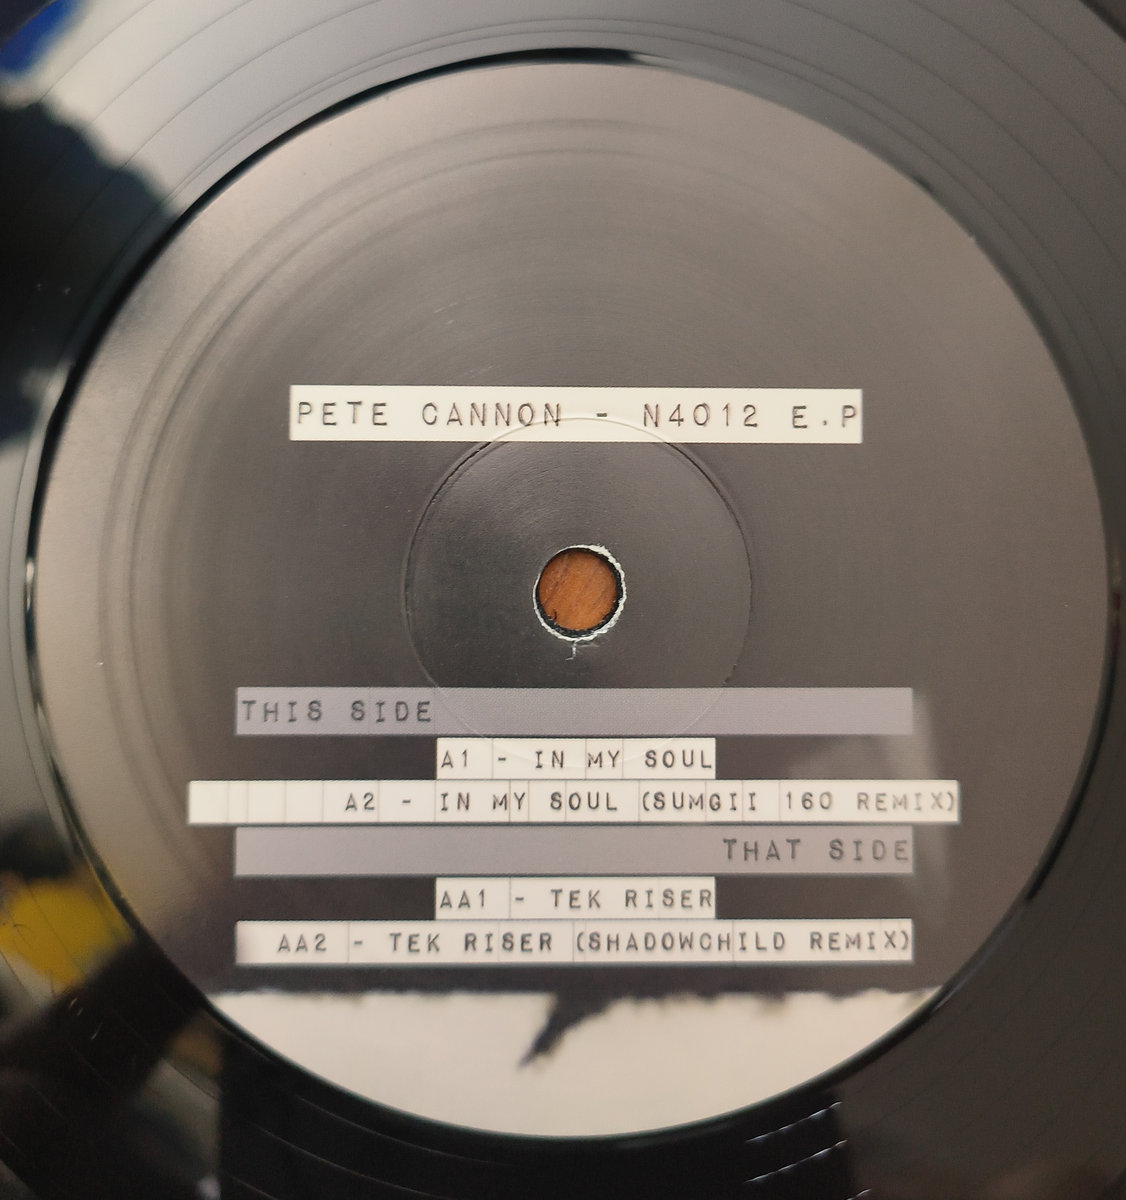 PETE CANNON - N4012 E.P
THIS SIDE
A1 - IN MY SOUL
A2 - IN MY SOUL (SUMGII 160 REMIX)
THAT SIDE
AA1 - TEK RISER
AA2 - TEK RISER (SHADOWCHILD REMIX)